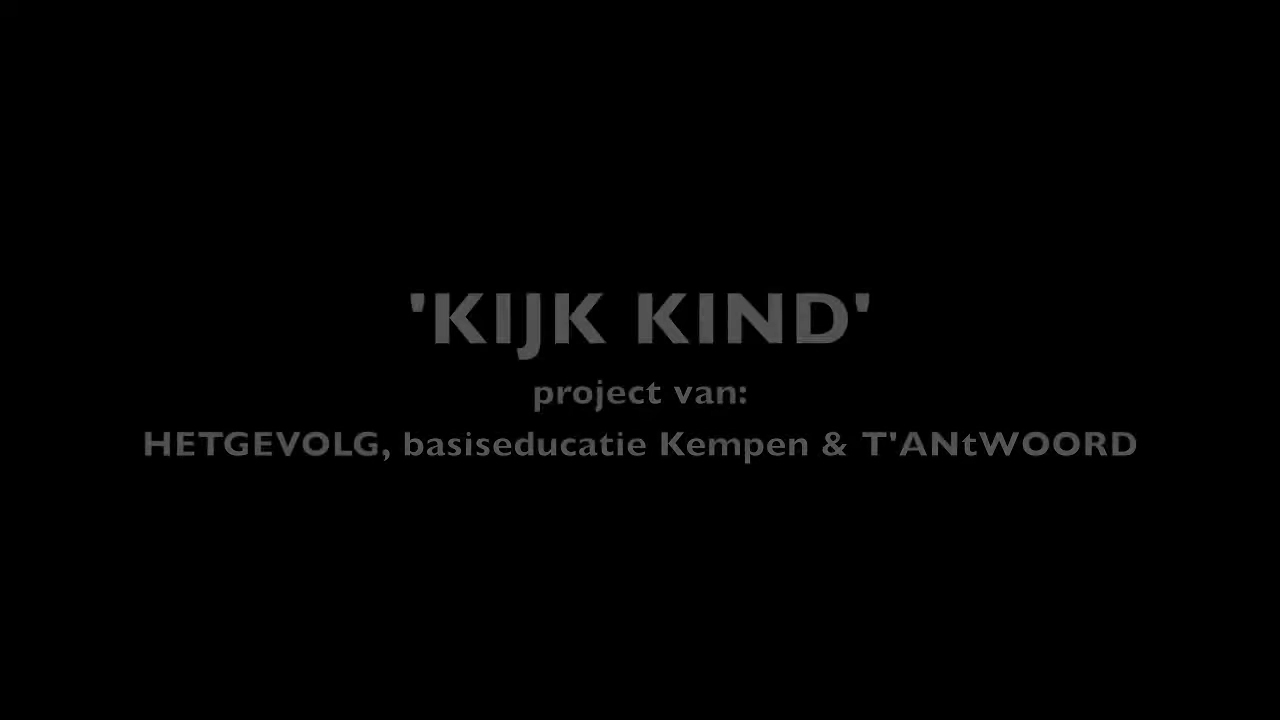 'KIJK KIND'
project van:
HETGEVOLG, basiseducatie Kempen & T'ANtWOORD